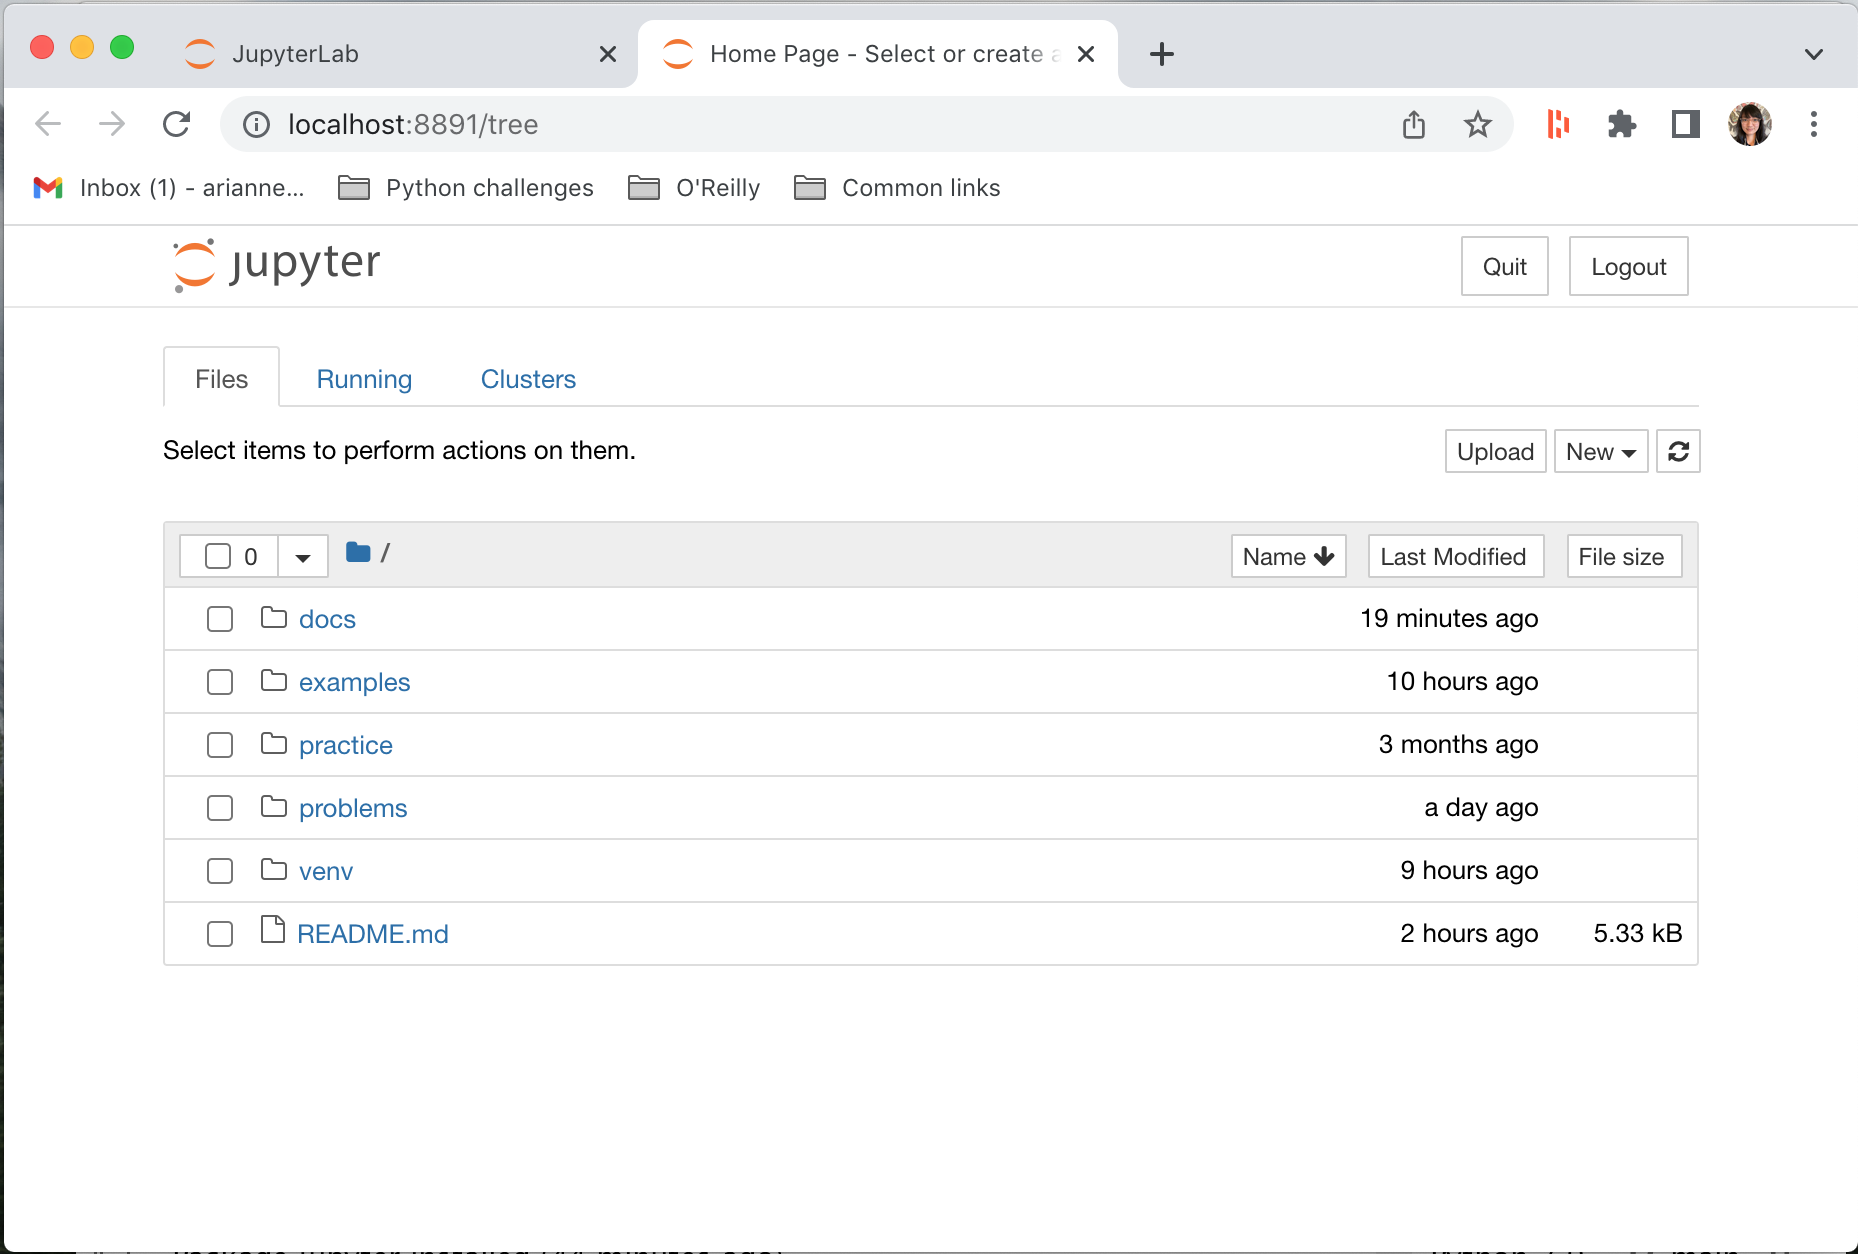 JupyterLab
Home Page - Select or create a
localhost:8891/tree
Inbox (1) - arianne...
Python challenges
O'Reilly
Common links
jupyter
Quit
Logout
Files
Running
Clusters
Select items to perform actions on them.
Upload
New
0
/
Name
Last Modified
File size
docs 19 minutes ago
examples 10 hours ago
practice 3 months ago
problems a day ago
venv 9 hours ago
README.md 2 hours ago 5.33 kB